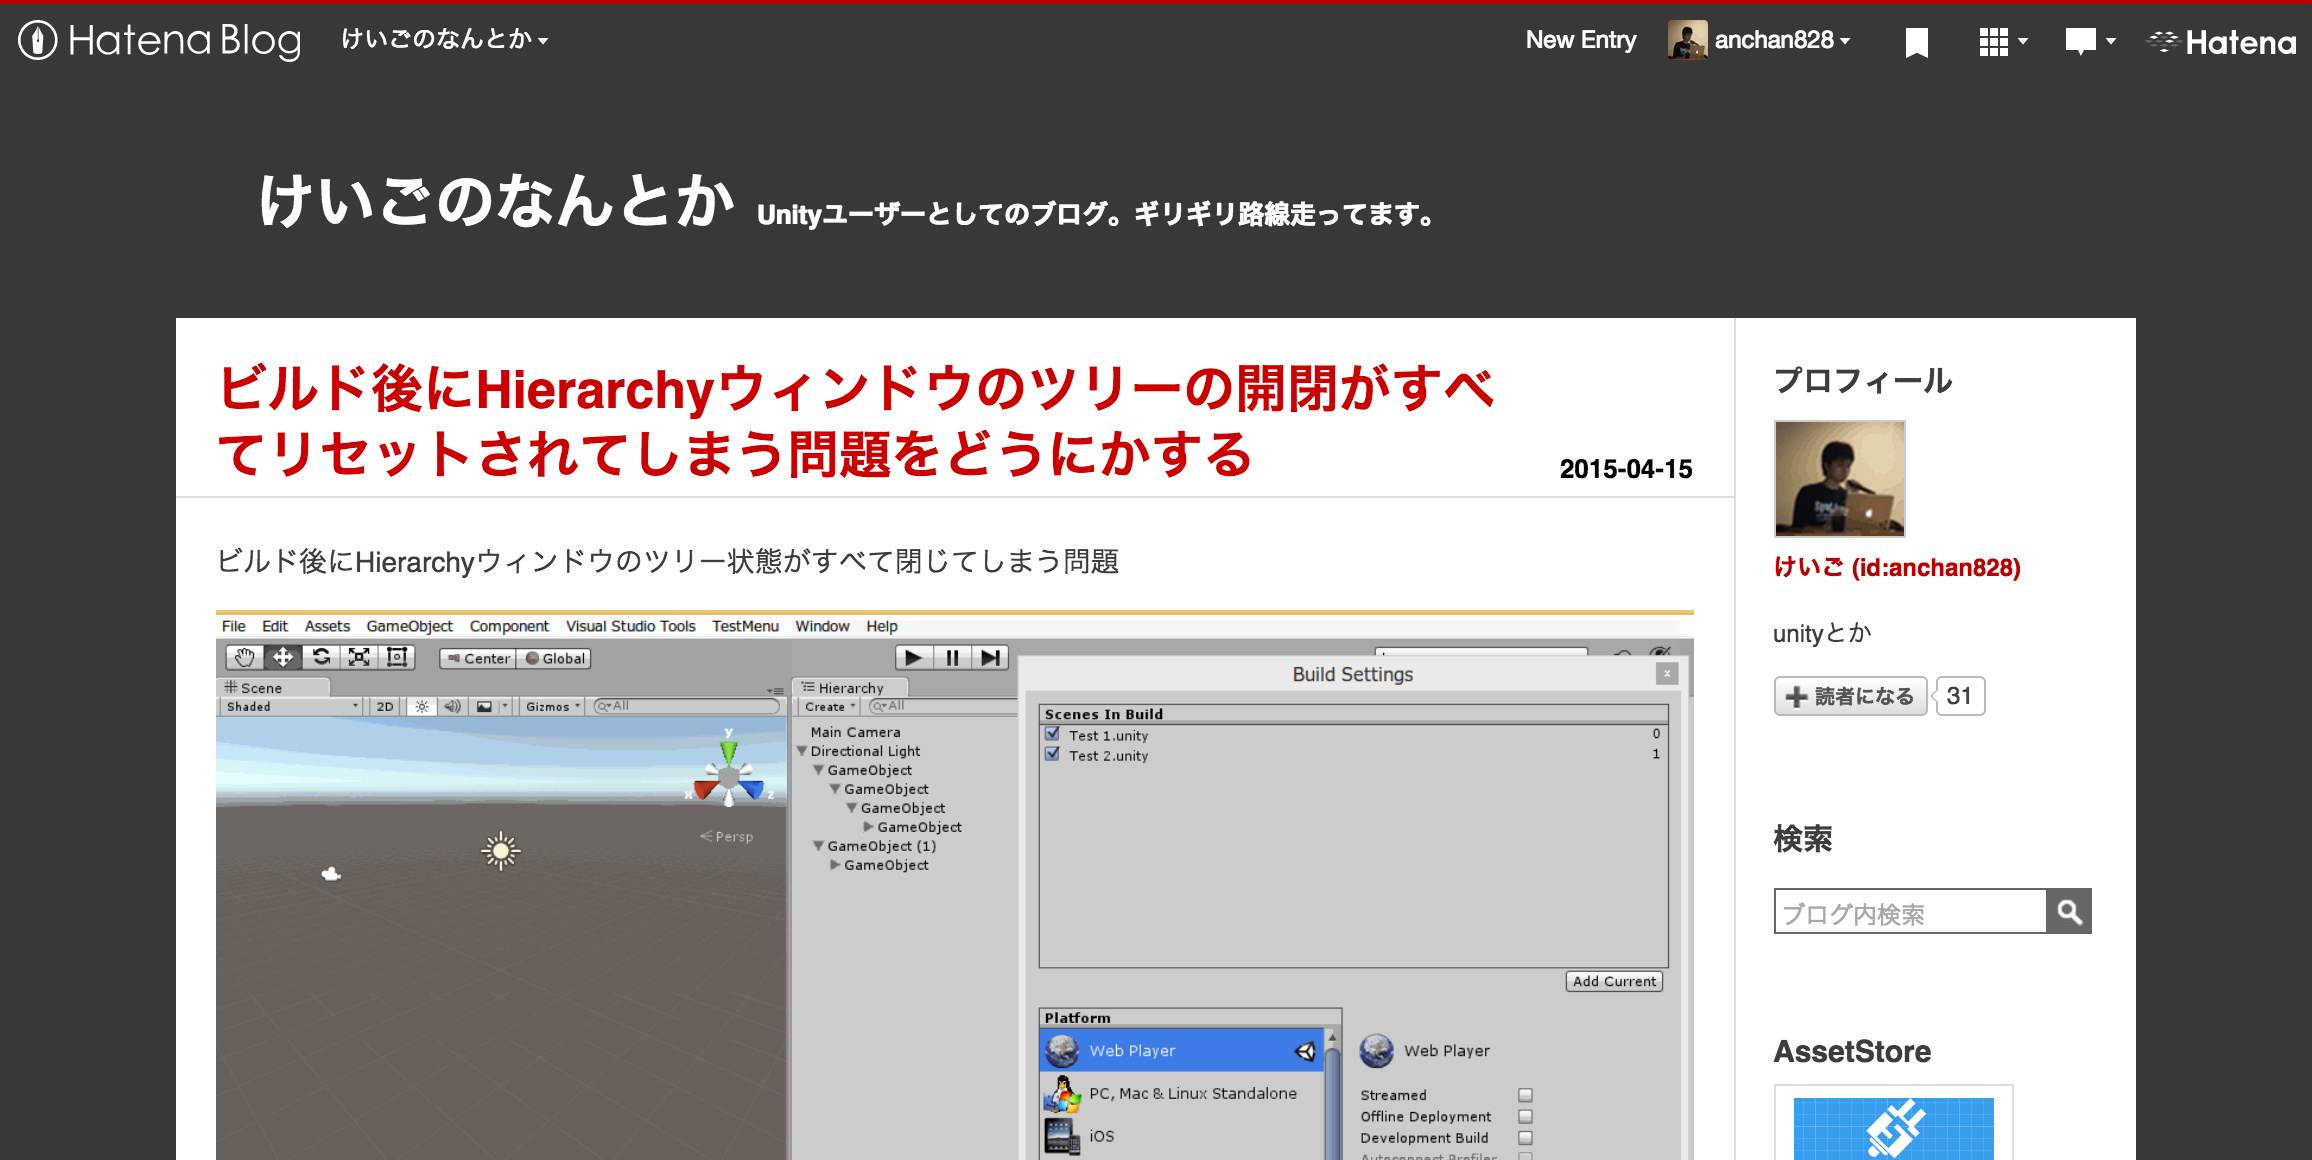 Hatena Blog
けいごのなんとか
New Entry
anchan828
Hatena
けいごのなんとか
Unityユーザーとしてのブログ。ギリギリ路線走ってます。
ビルド後にHierarchyウィンドウのツリーの開閉がすべ
てリセットされてしまう問題をどうにかする
2015-04-15
ビルド後にHierarchyウィンドウのツリー状態がすべて閉じてしまう問題
File Edit Assets GameObject Component Visual Studio Tools TestMenu Window Help
Center Global
Scene
Shaded 2D Gizmos All
y
x
z
Persp
Hierarchy
Create All
Main Camera
Directional Light
GameObject
GameObject
GameObject
GameObject
GameObject (1)
GameObject
Build Settings
Scenes In Build
Test 1.unity 0
Test 2.unity 1
Add Current
Platform
Web Player
PC, Mac & Linux Standalone
iOS
Web Player
Streamed
Offline Deployment
Development Build
Autoconnect Profiler
プロフィール
けいご (id:anchan828)
unityとか
読者になる 31
検索
ブログ内検索
AssetStore